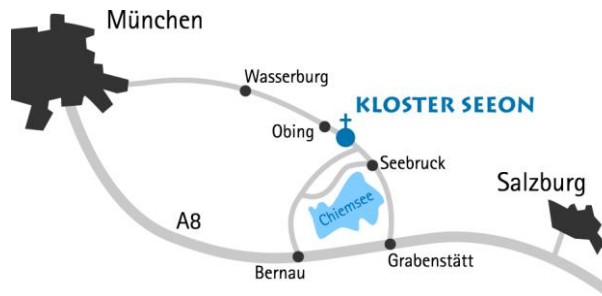 München
Wasserburg
KLOSTER SEEON
Obing
Seebruck
Salzburg
Chiemsee
A8
Grabenstätt
Bernau